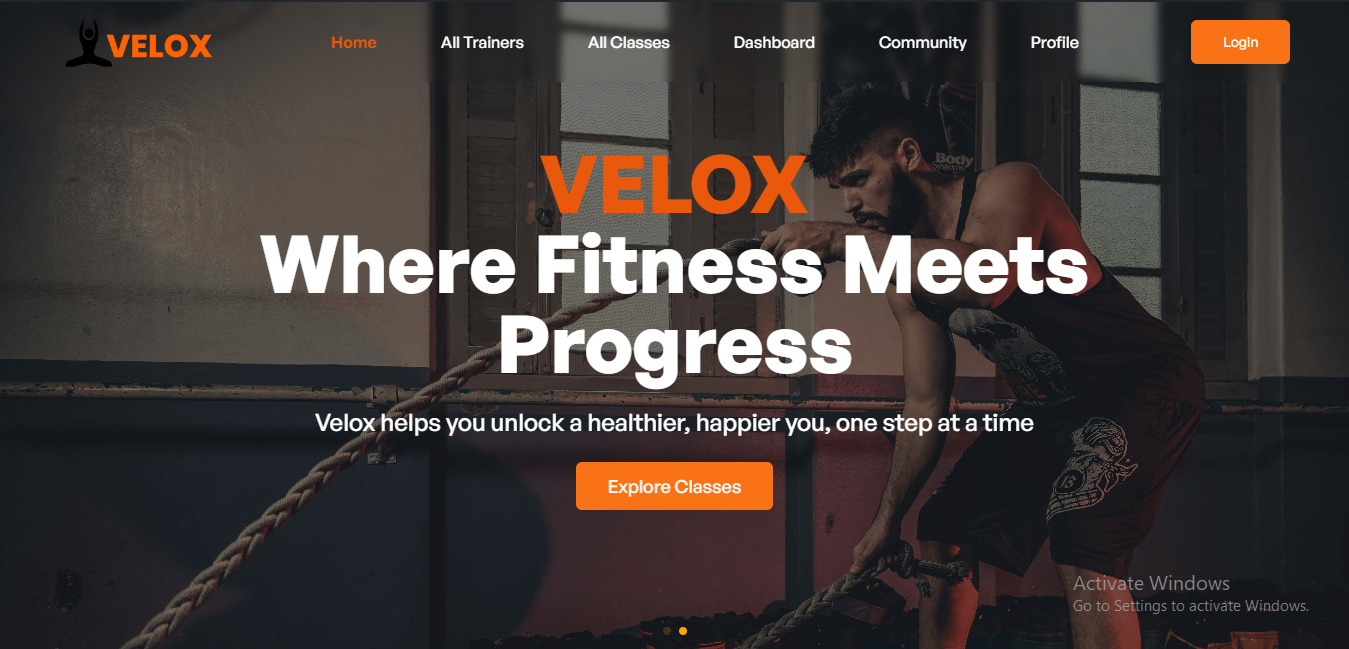 VELOX
Home
All Trainers
All Classes
Dashboard
Community
Profile
Login
Body
VELOX
Where Fitness Meets
Progress
Velox helps you unlock a healthier, happier you, one step at a time
Explore Classes
Activate Windows
Go to Settings to activate Windows.